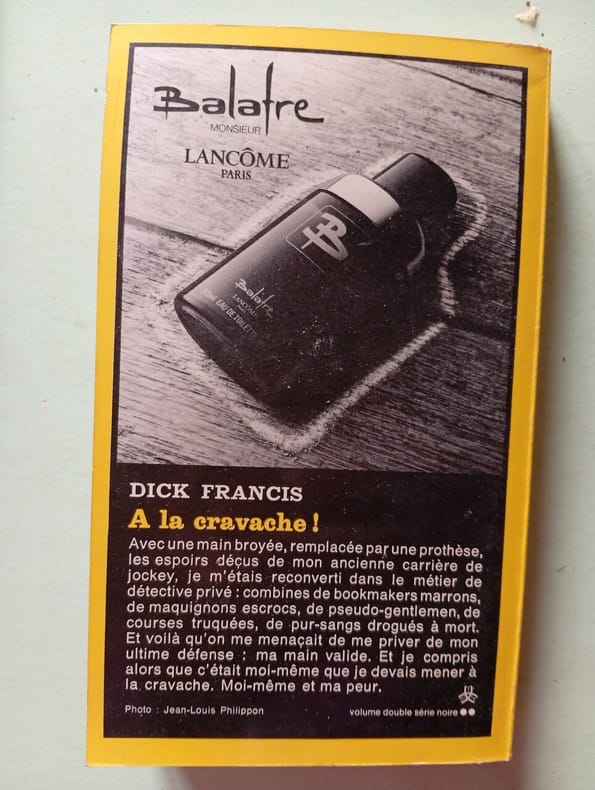 Balafre
MONSIEUR
LANCÔME
PARIS
B
Balafre
LANCÔME
EAU DE TOILETTE
DICK FRANCIS
A la cravache !
Avec une main broyée, remplacée par une prothèse,
les espoirs déçus de mon ancienne carrière de
jockey, je m'étais reconverti dans le métier de
détective privé : combines de bookmakers marrons,
de maquignons escrocs, de pseudo-gentlemen, de
courses truquées, de pur-sangs drogués à mort.
Et voilà qu'on me menaçait de me priver de mon
ultime défense : ma main valide. Et je compris
alors que c'était moi-même que je devais mener à
la cravache. Moi-même et ma peur.
Photo : Jean-Louis Philippon
volume double série noire ●●